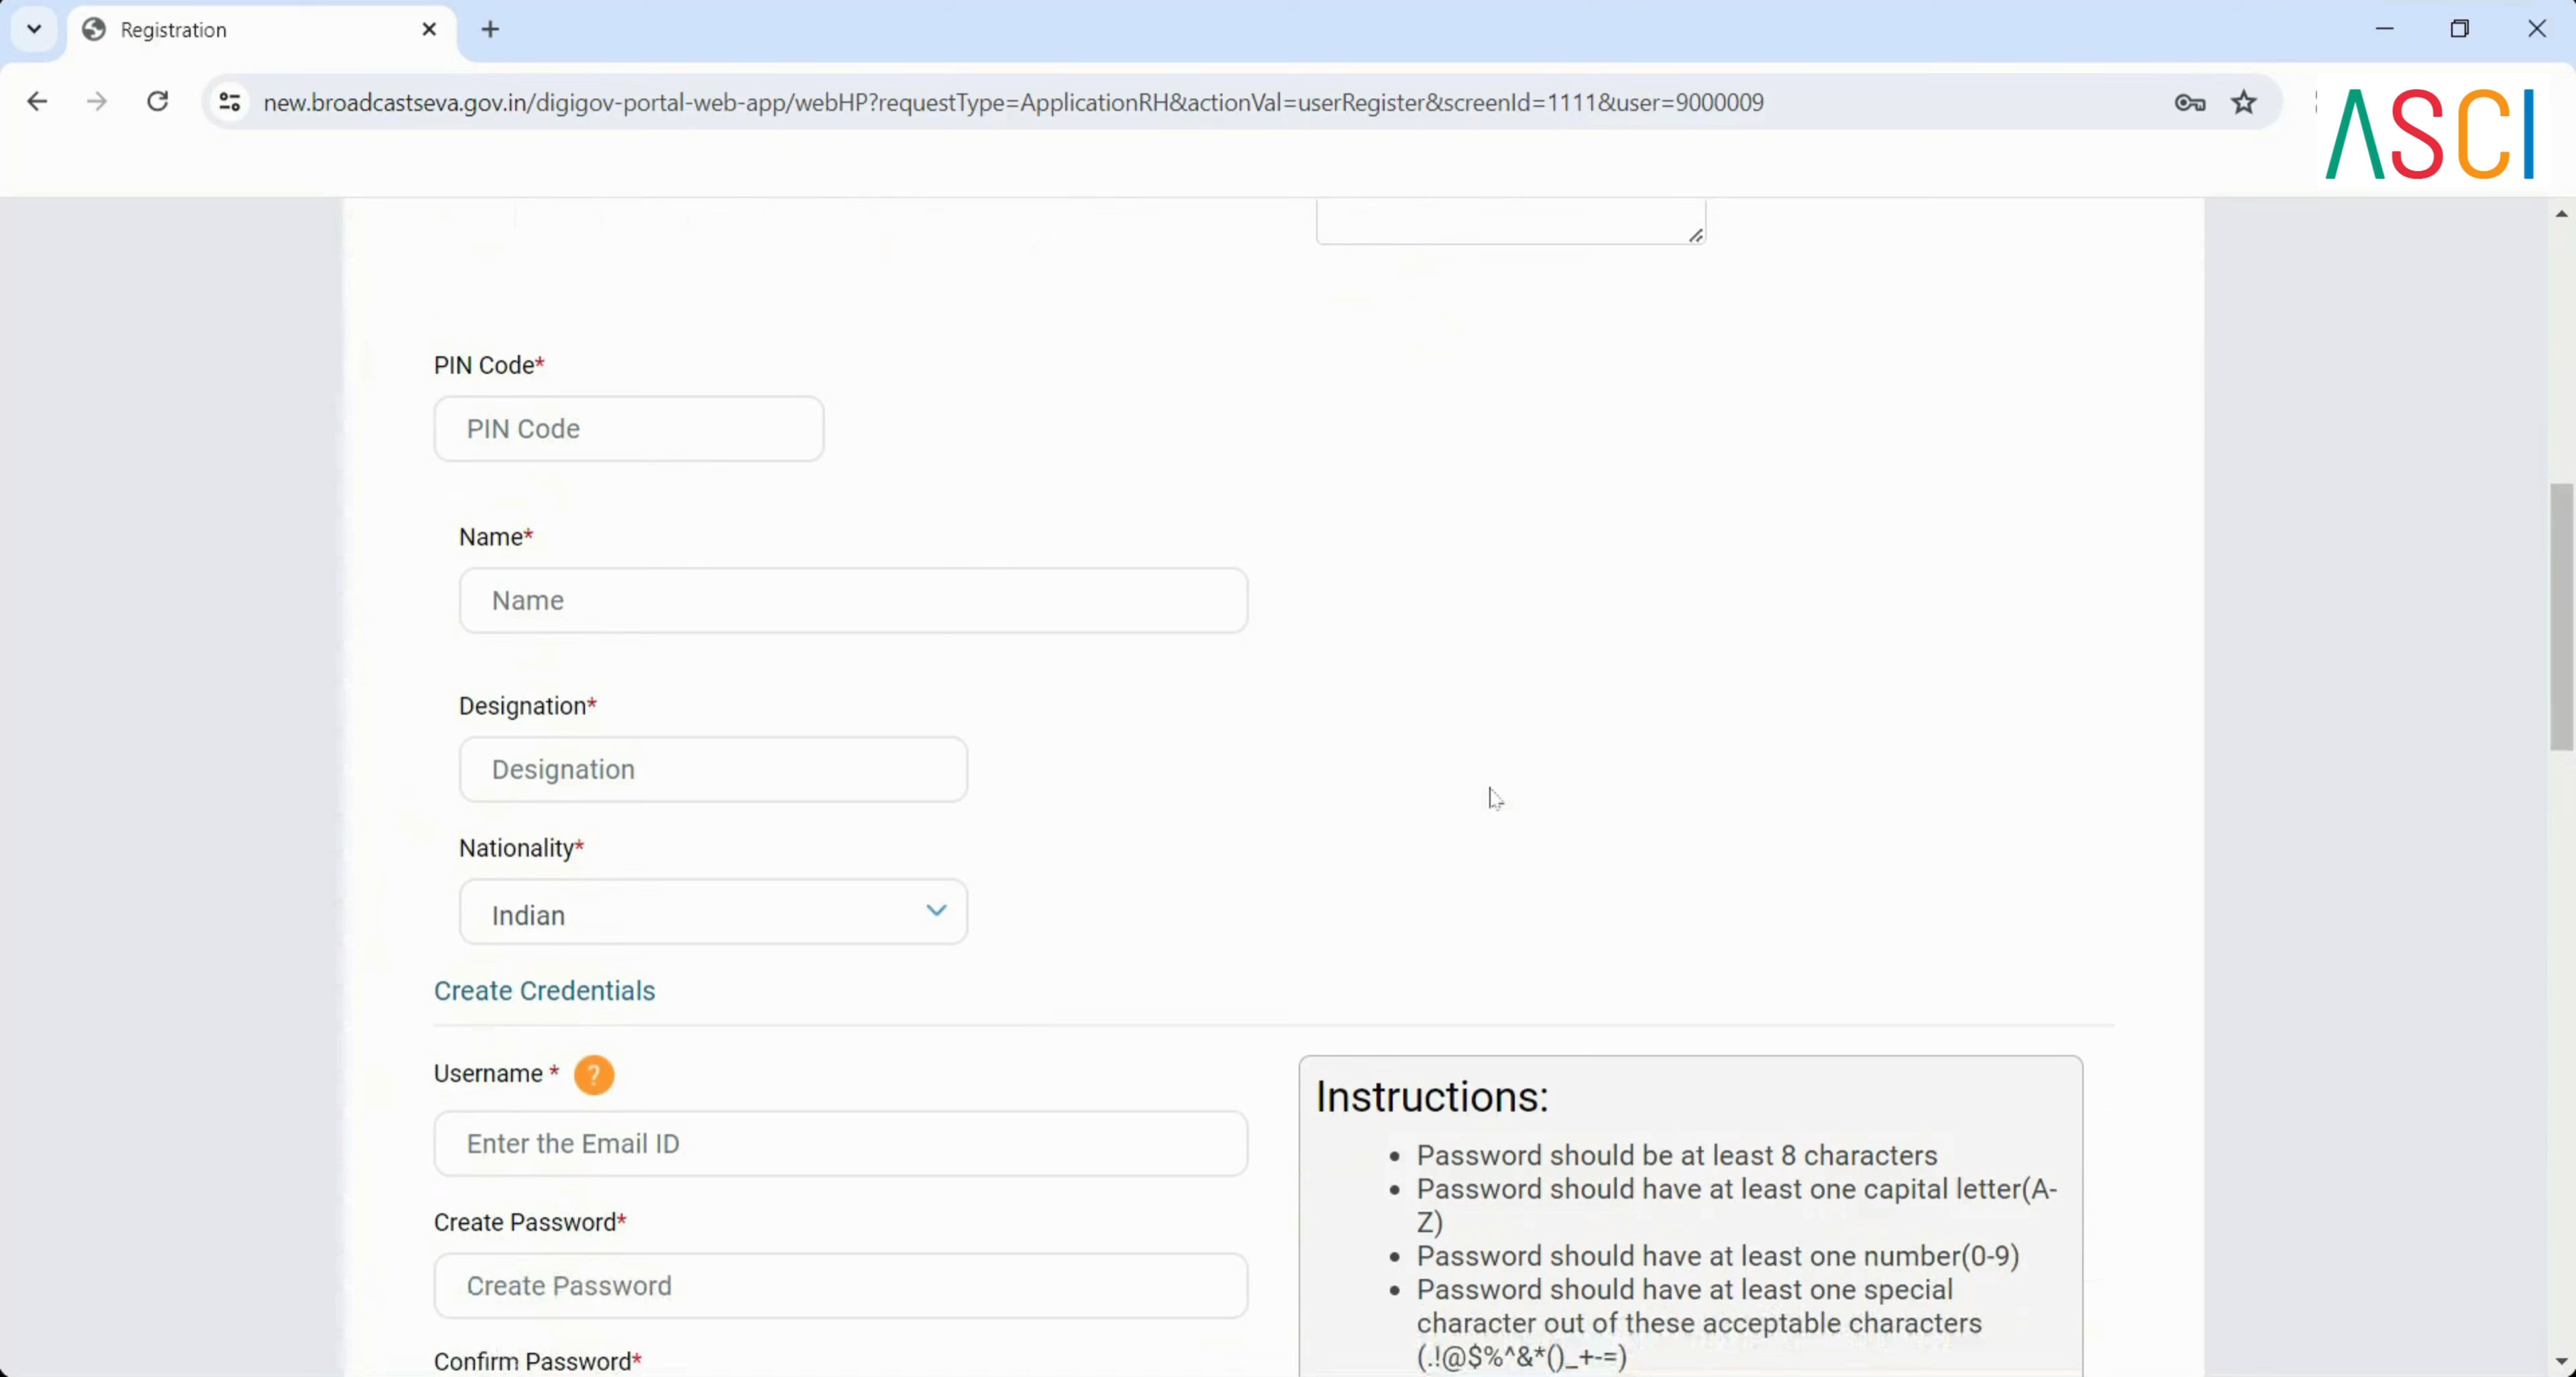 Registration
new.broadcastseva.gov.in/digigov-portal-web-app/webHP?requestType=ApplicationRH&actionVal=userRegister&screenId=1111&user=9000009
ASCI
PIN Code*
PIN Code
Name*
Name
Designation*
Designation
Nationality*
Indian
Create Credentials
Username * ?
Enter the Email ID
Create Password*
Create Password
Confirm Password*
Instructions:
• Password should be at least 8 characters
• Password should have at least one capital letter(A-
Z)
• Password should have at least one number(0-9)
• Password should have at least one special
character out of these acceptable characters
(.!@$%^&*()_+-=)